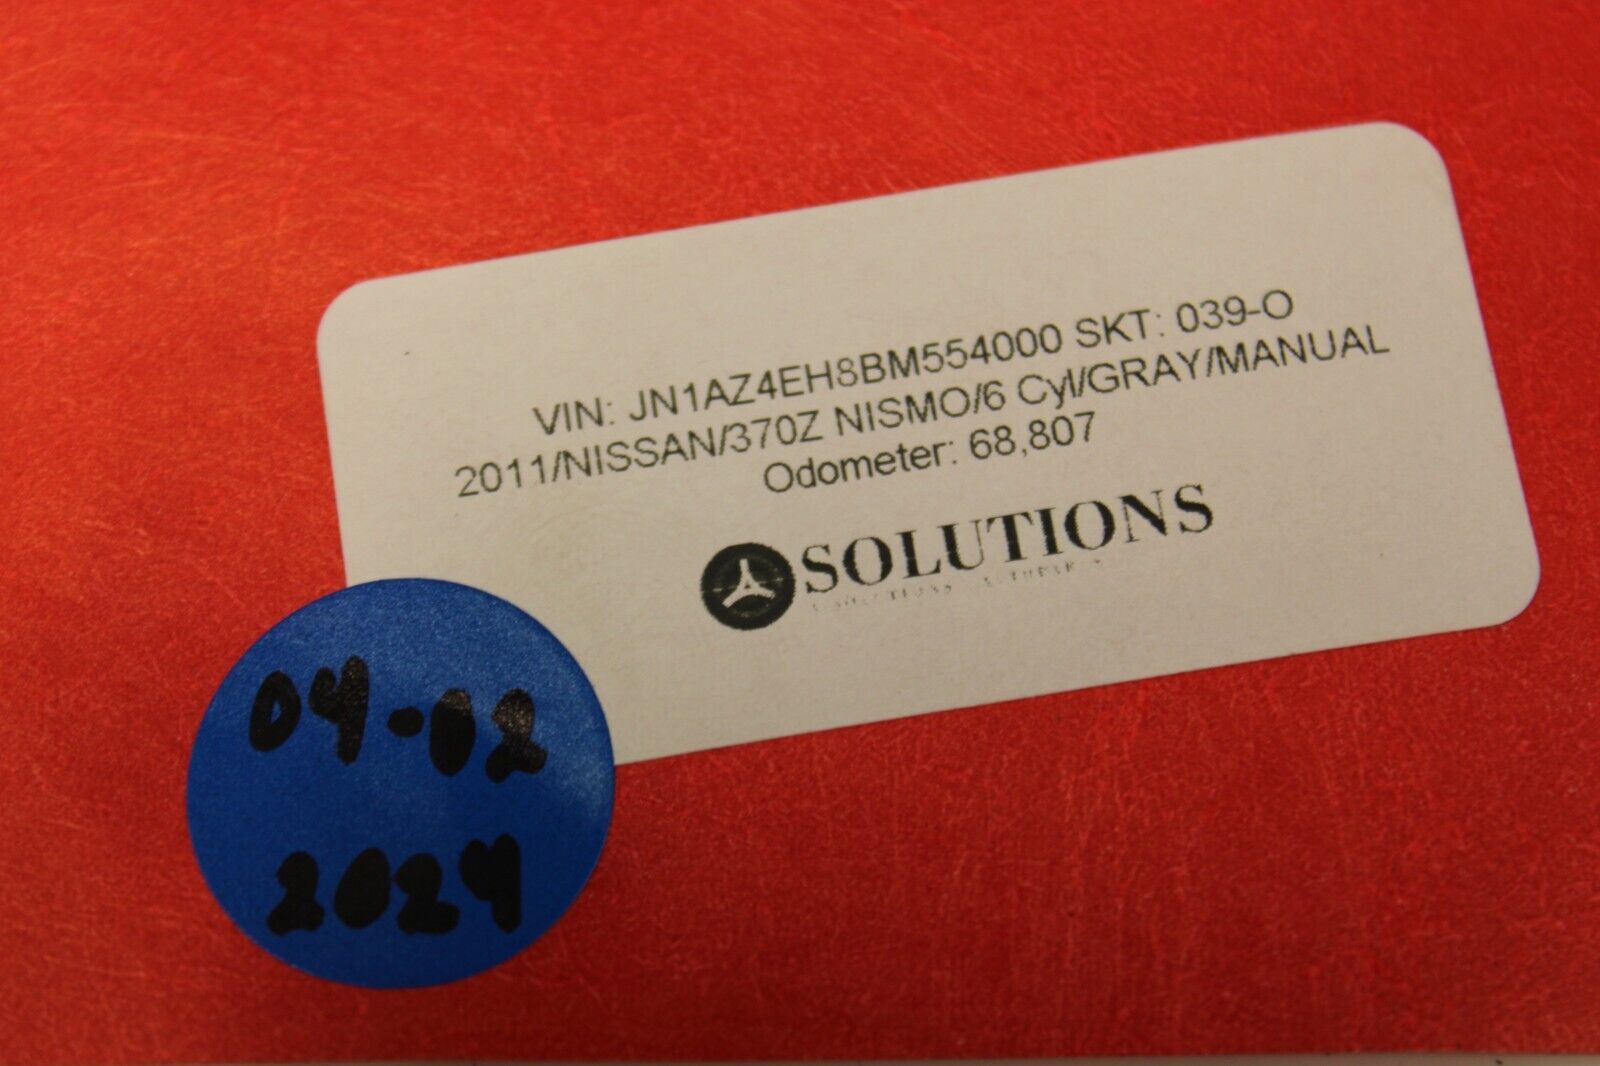 VIN: JN1AZ4EH8BM554000 SKT: 039-O
2011/NISSAN/370Z NISMO/6 Cyl/GRAY/MANUAL
Odometer: 68,807
SOLUTIONS
04-02
2024